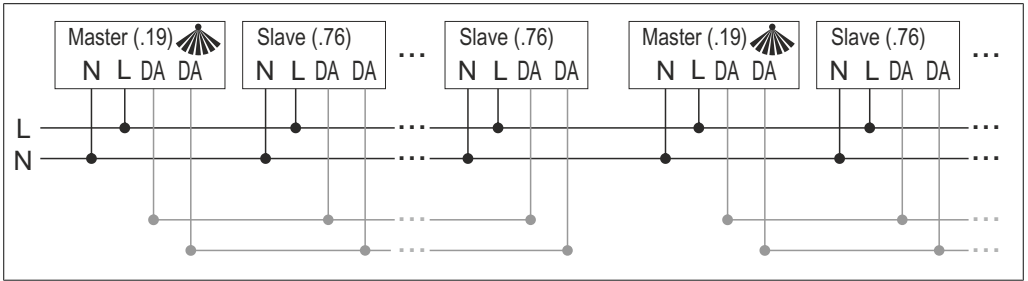 Master (.19) Slave (.76) ... Slave (.76) Master (.19) Slave (.76) ...
N L DA DA N L DA DA N L DA DA N L DA DA N L DA DA
L ... ...
N ... ...
... ...
... ...